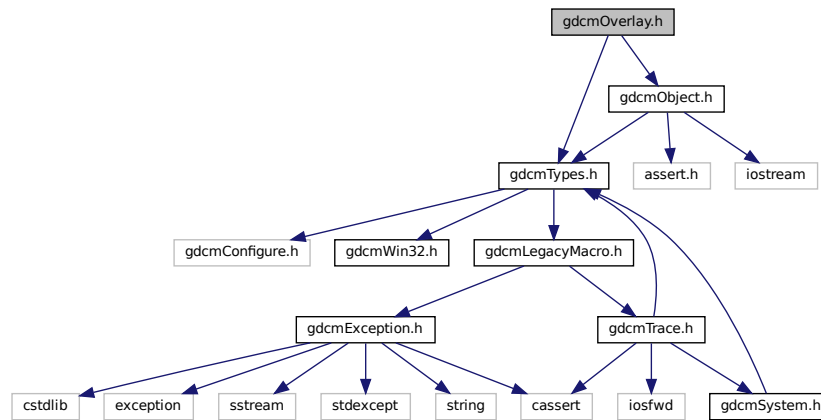 gdcmOverlay.h
gdcmObject.h
gdcmTypes.h
assert.h
iostream
gdcmConfigure.h
gdcmWin32.h
gdcmLegacyMacro.h
gdcmException.h
gdcmTrace.h
cstdlib
exception
sstream
stdexcept
string
cassert
iosfwd
gdcmSystem.h